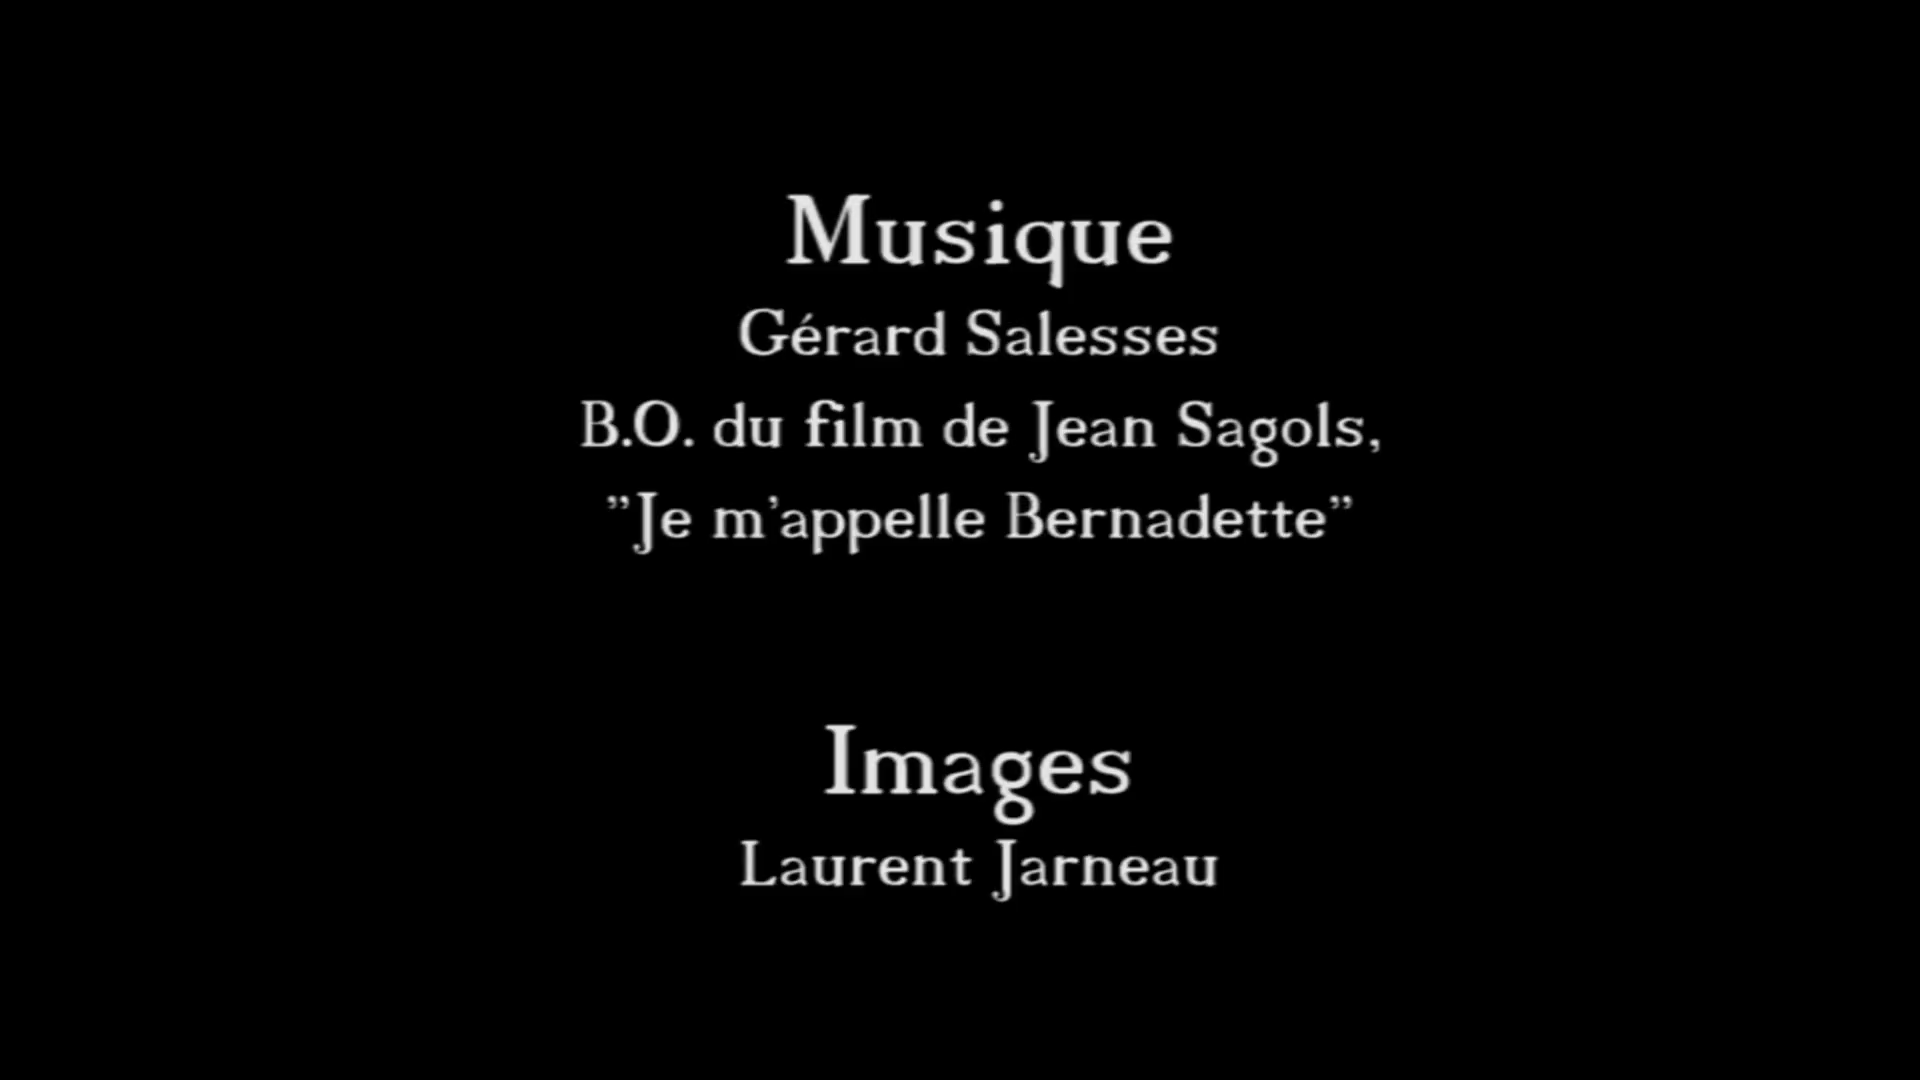 Musique
Gérard Salesses
B.O. du film de Jean Sagols,
”Je m’appelle Bernadette”
Images
Laurent Jarneau